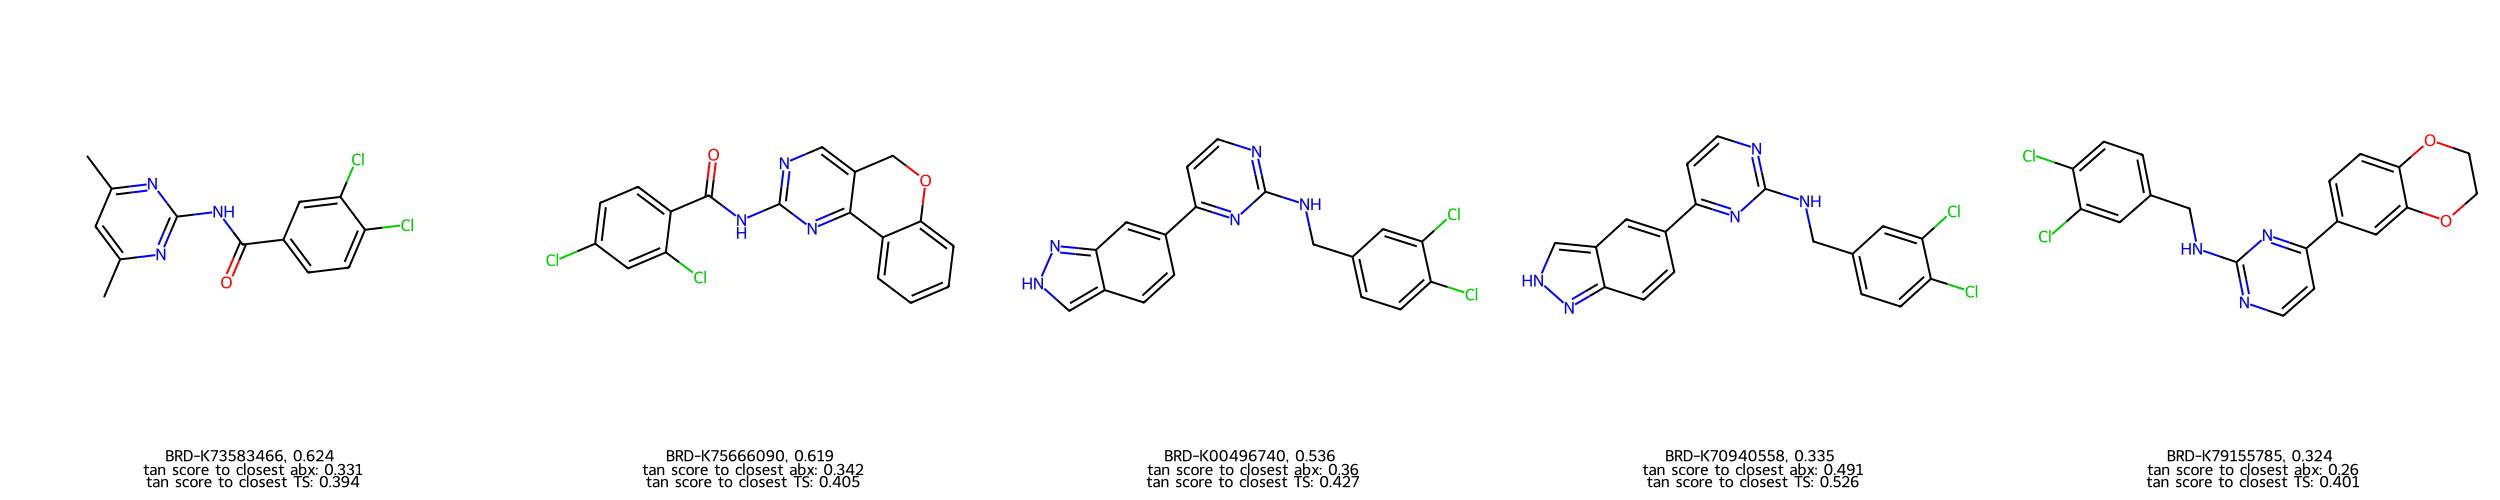 Cl
Cl
N
NH
N
O
O
N
O
NH
N
Cl
Cl
N
NH
N
Cl
N
HN
Cl
N
NH
N
Cl
HN
N
Cl
Cl
O
O
N
HN
Cl
N
BRD-K73583466, 0.624
tan score to closest abx: 0.331
tan score to closest TS: 0.394
BRD-K75666090, 0.619
tan score to closest abx: 0.342
tan score to closest TS: 0.405
BRD-K00496740, 0.536
tan score to closest abx: 0.36
tan score to closest TS: 0.427
BRD-K70940558, 0.335
tan score to closest abx: 0.491
tan score to closest TS: 0.526
BRD-K79155785, 0.324
tan score to closest abx: 0.26
tan score to closest TS: 0.401